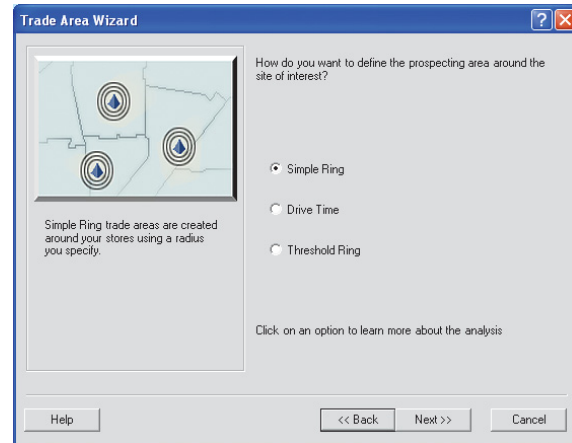 Trade Area Wizard
How do you want to define the prospecting area around the
site of interest?
Simple Ring
Drive Time
Threshold Ring
Simple Ring trade areas are created
around your stores using a radius
you specify.
Click on an option to learn more about the analysis
Help
<< Back
Next >>
Cancel